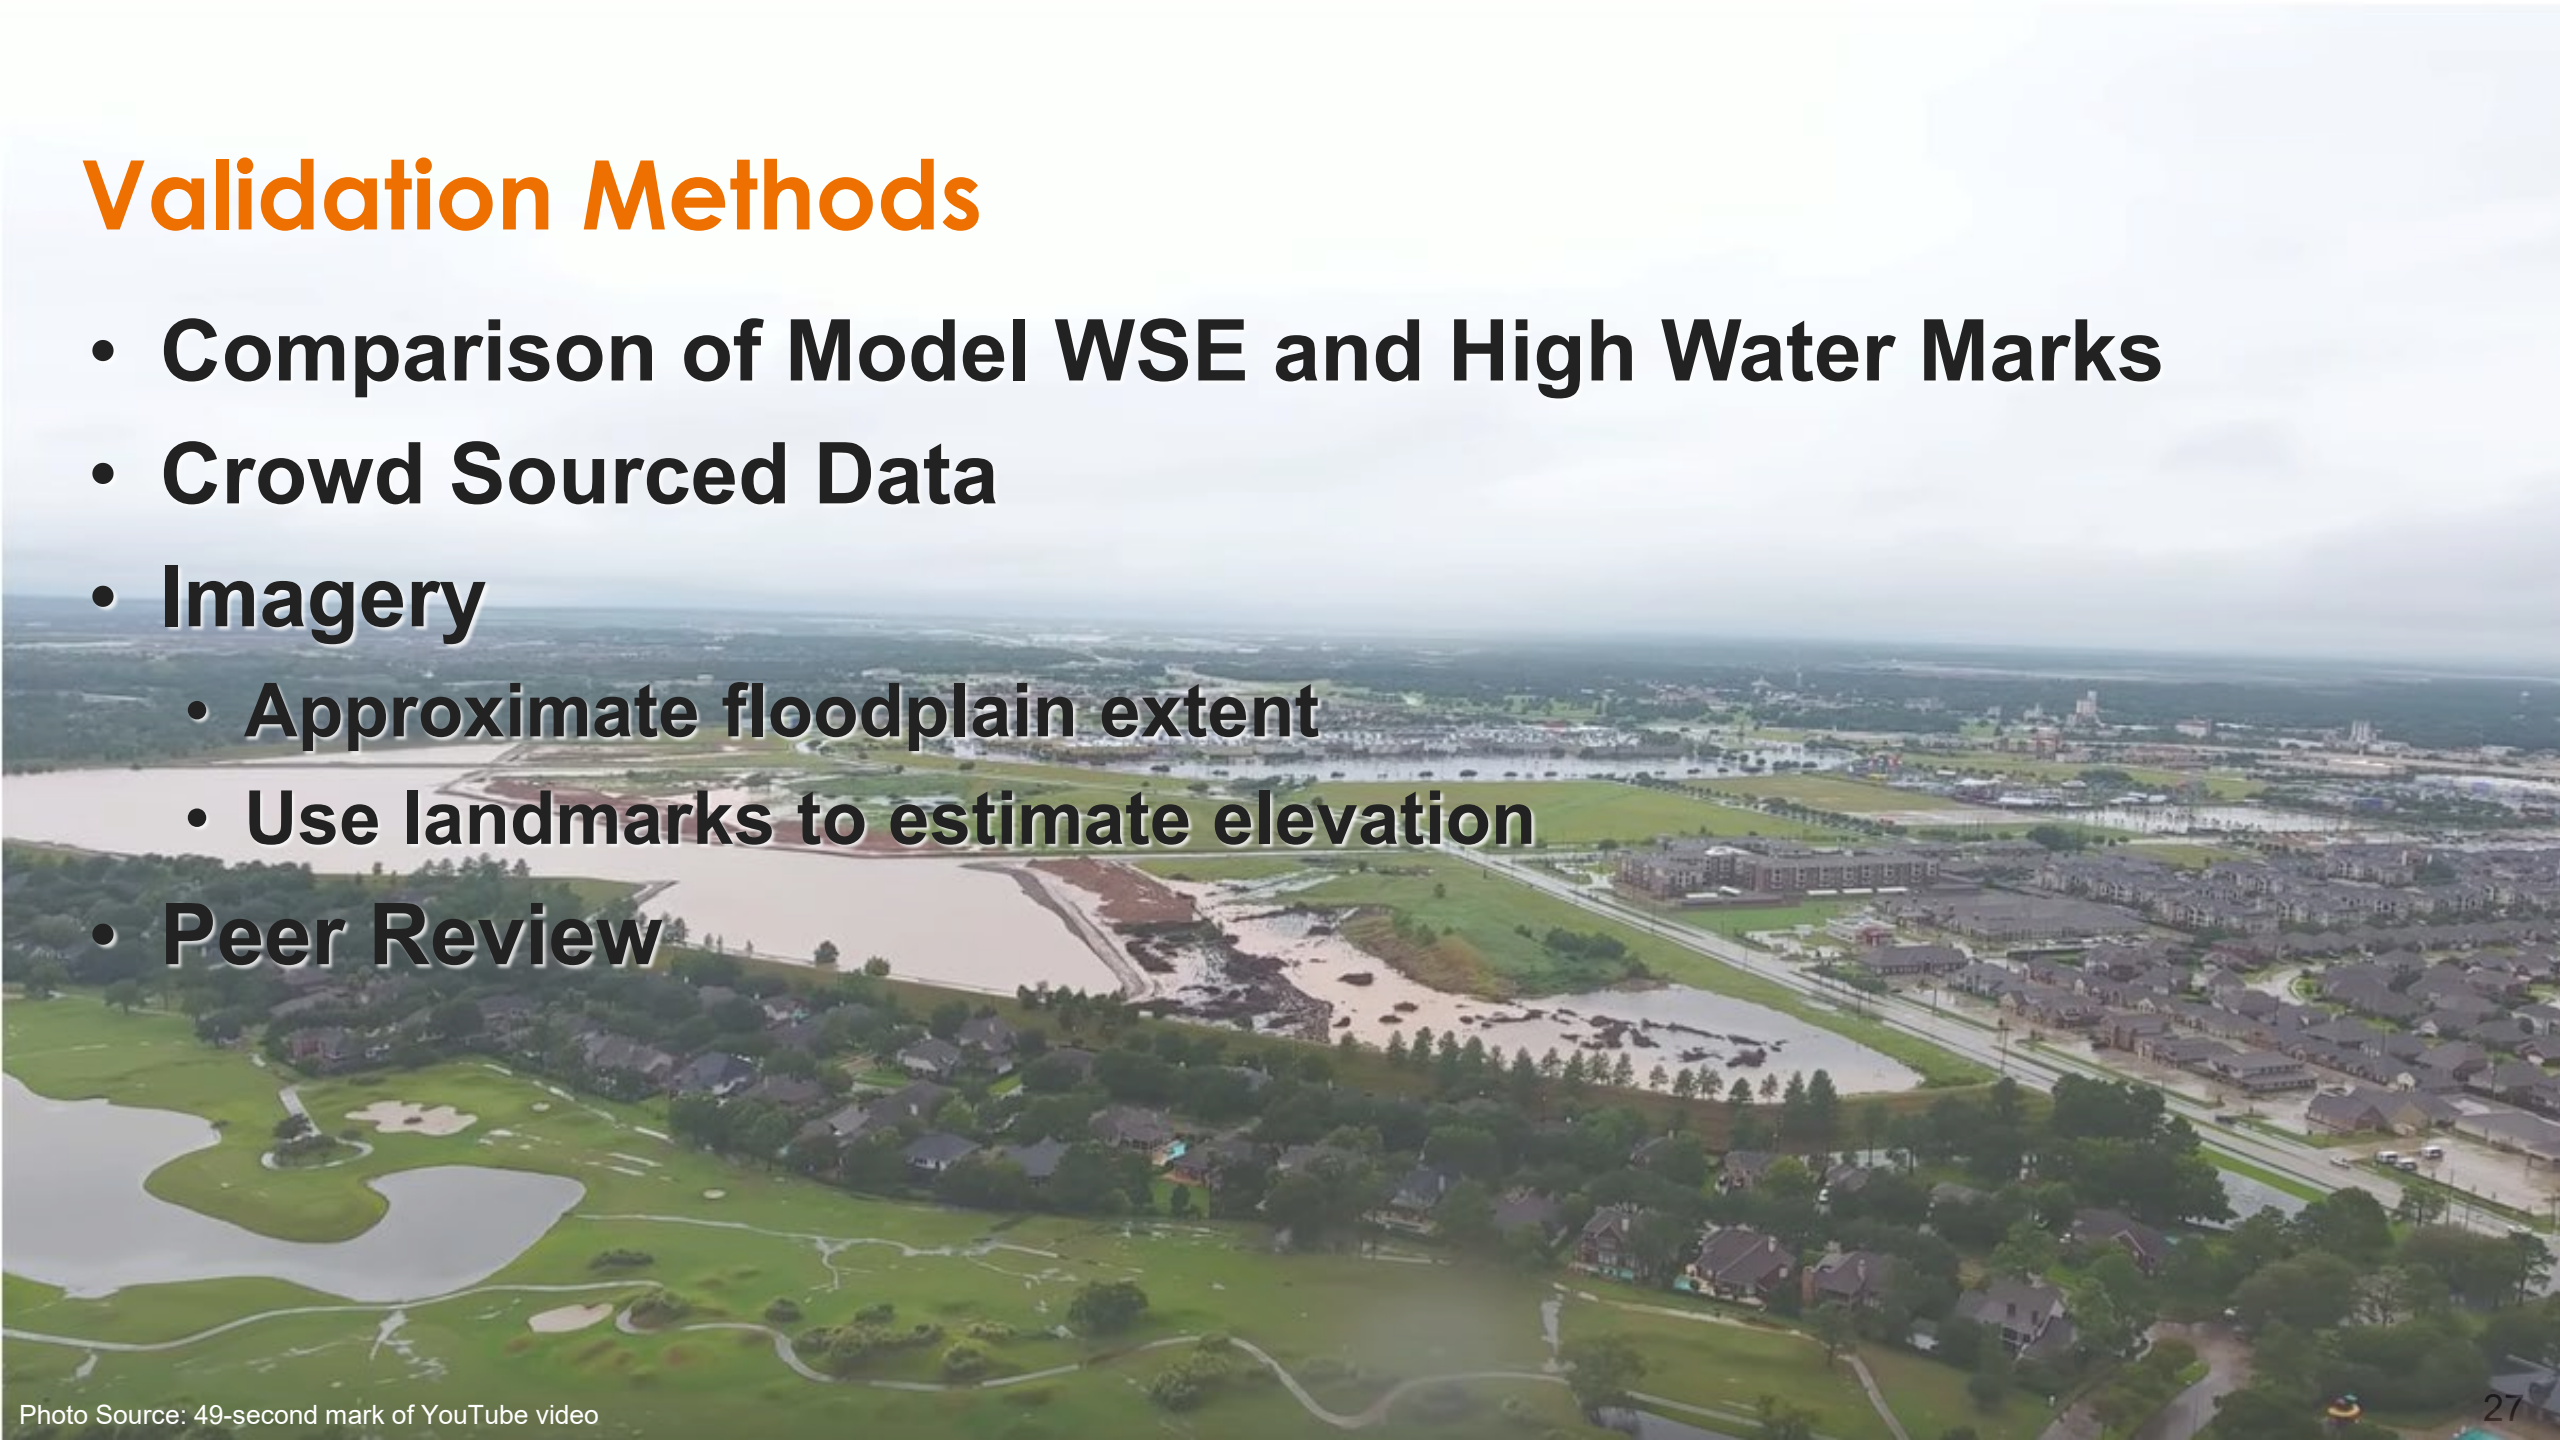 Validation Methods
• Comparison of Model WSE and High Water Marks
• Crowd Sourced Data
• Imagery
• Approximate floodplain extent
• Use landmarks to estimate elevation
• Peer Review
Photo Source: 49-second mark of YouTube video
27